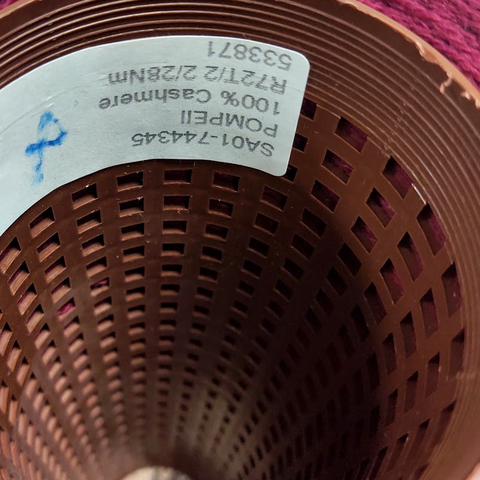 SA01-744345
POMPEII
100% Cashmere
R72T/2 2/28Nm
533871